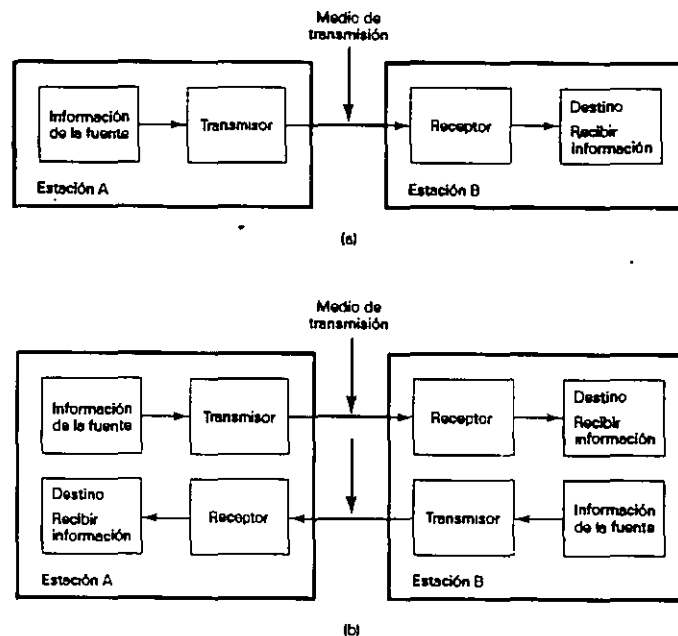 Medio de
transmisión
Información
de la fuente
Transmisor
Receptor
Destino
Recibir
información
Estación A
Estación B
(a)
Medio de
transmisión
Información
de la fuente
Transmisor
Receptor
Destino
Recibir
información
Destino
Recibir
información
Receptor
Transmisor
Información
de la fuente
Estación A
Estación B
(b)